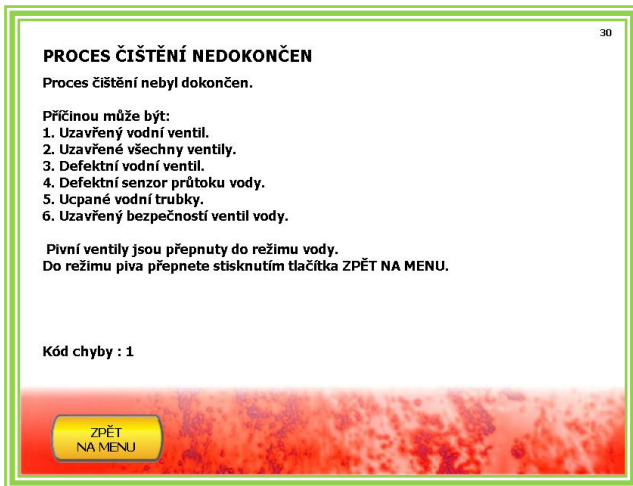 30
PROCES ČIŠTĚNÍ NEDOKONČEN
Proces čištění nebyl dokončen.
Příčinou může být:
1. Uzavřený vodní ventil.
2. Uzavřené všechny ventily.
3. Defektní vodní ventil.
4. Defektní senzor průtoku vody.
5. Ucpané vodní trubky.
6. Uzavřený bezpečností ventil vody.
Pivní ventily jsou přepnuty do režimu vody.
Do režimu piva přepnete stisknutím tlačítka ZPĚT NA MENU.
Kód chyby : 1
ZPĚT
NA MENU